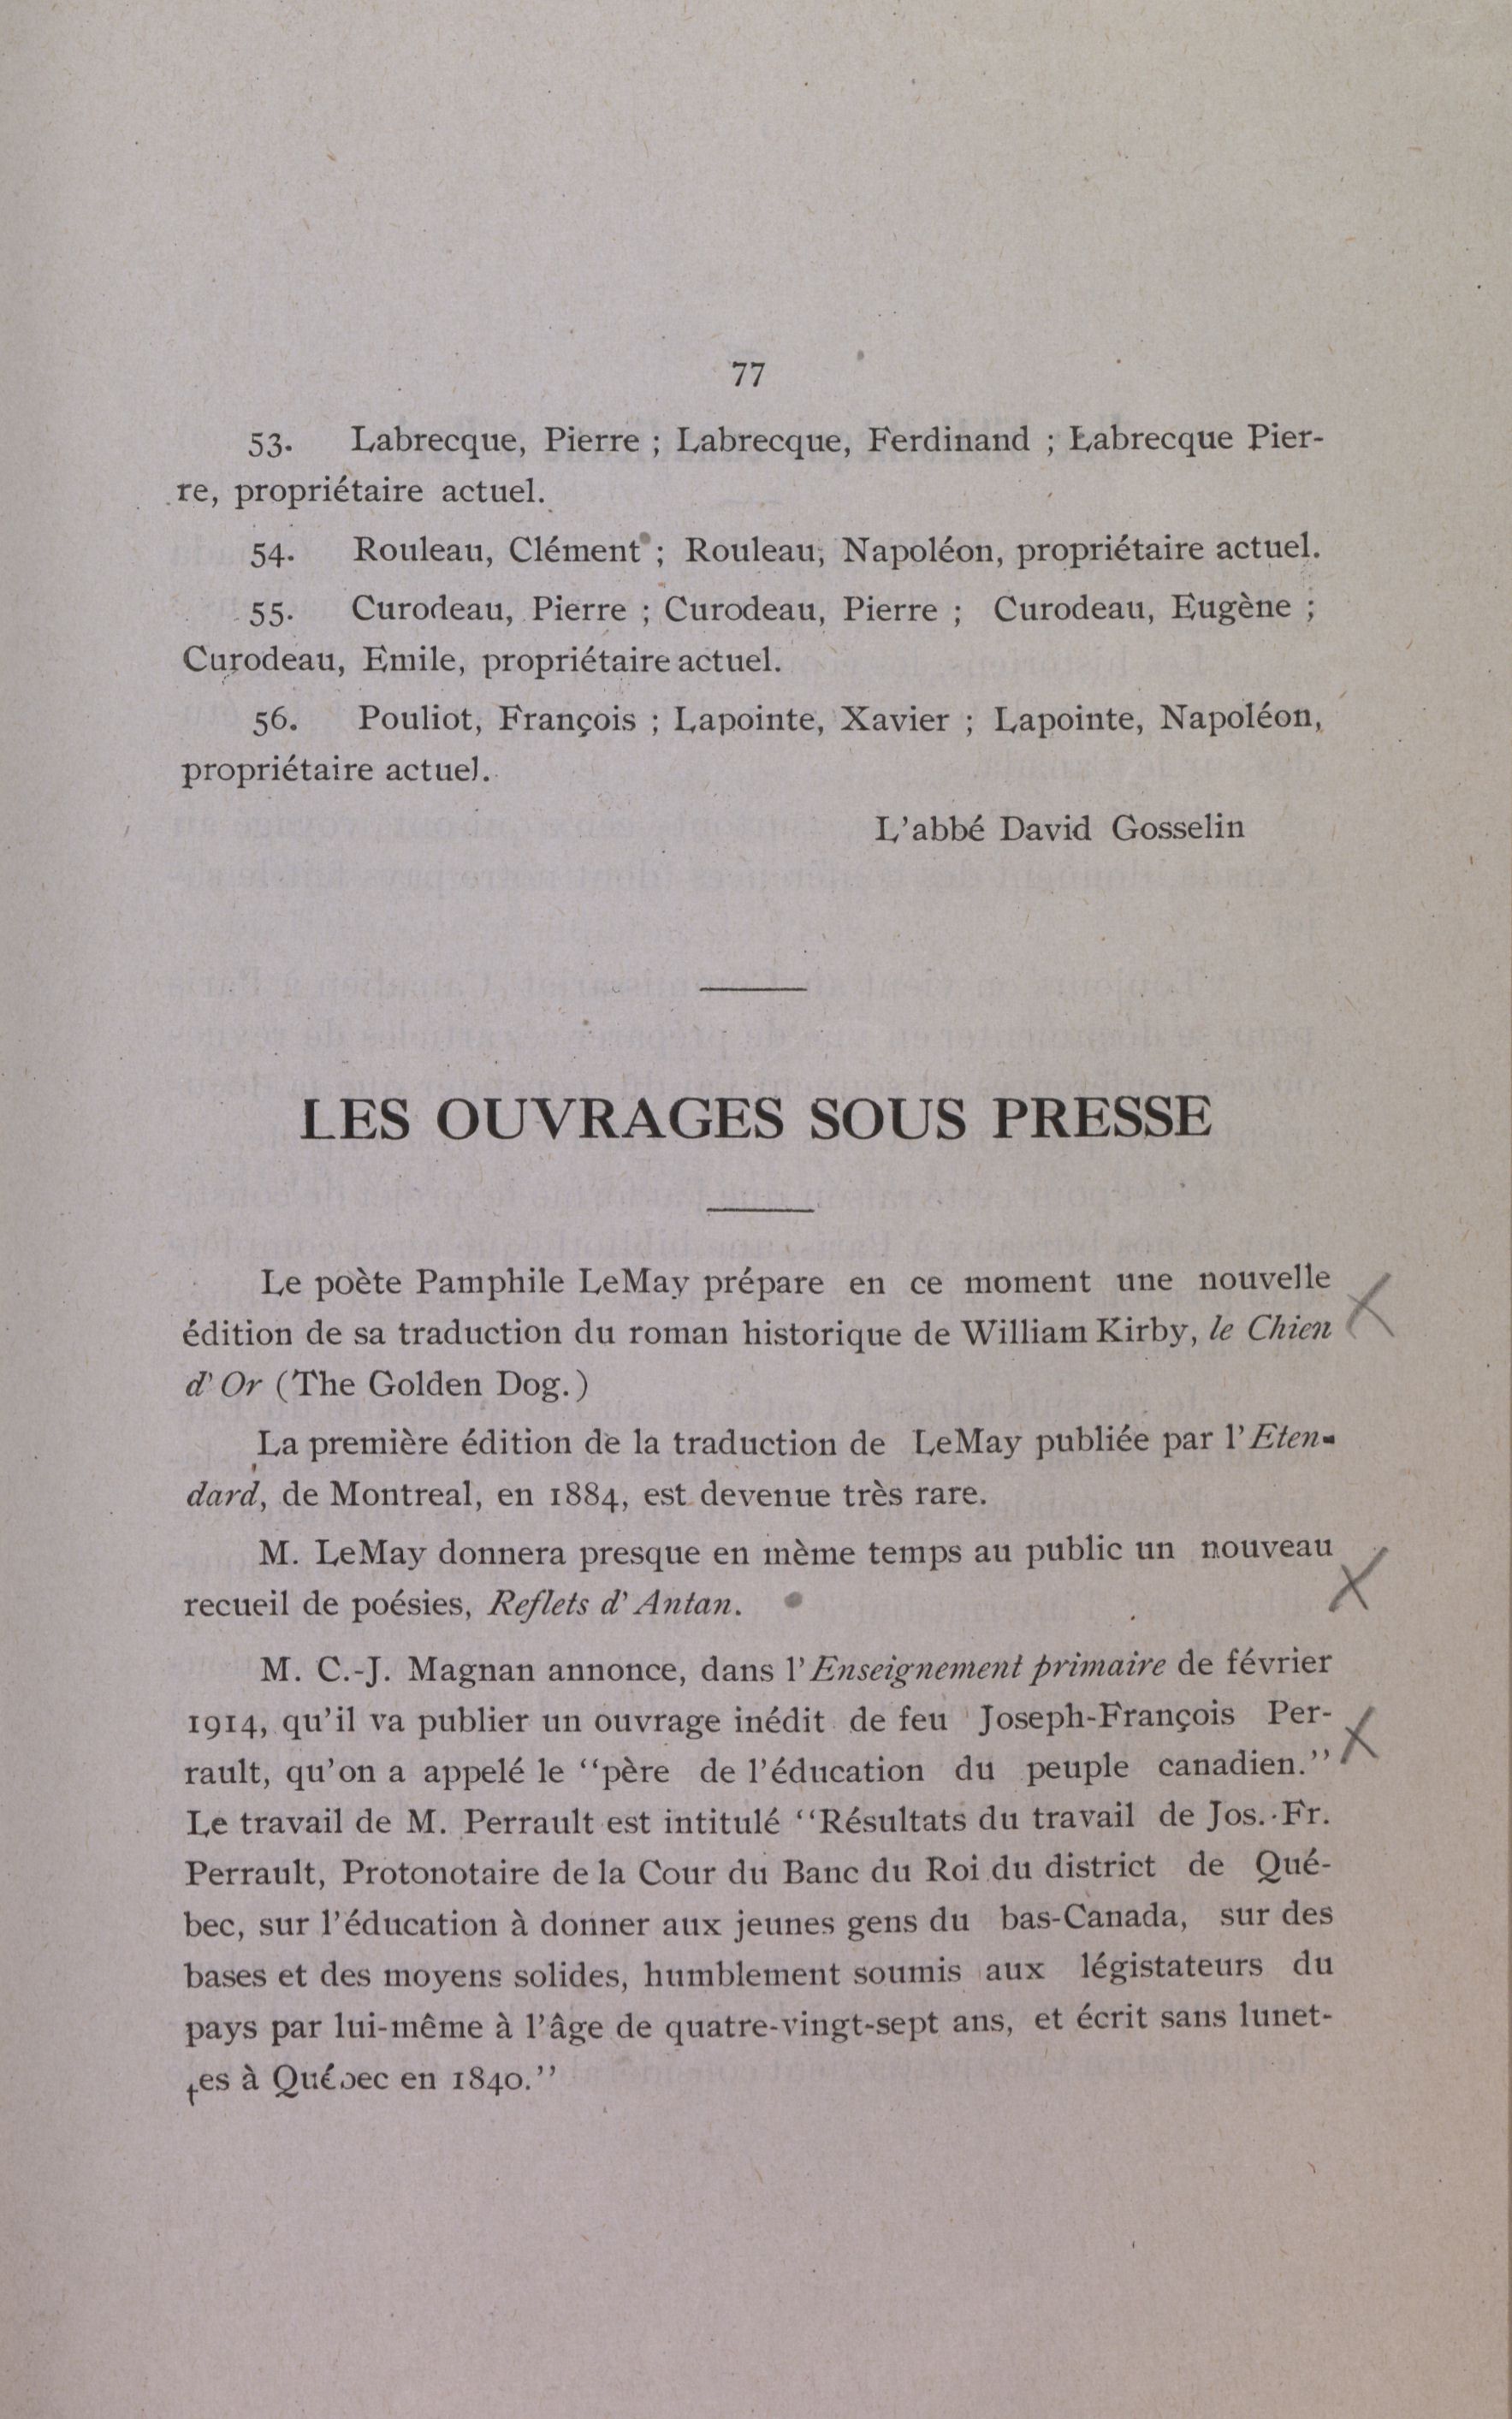 77
53. Labrecque, Pierre ; Labrecque, Ferdinand ; Labrecque Pier-
re, propriétaire actuel.
54. Rouleau, Clément ; Rouleau, Napoléon, propriétaire actuel.
55. Curodeau, Pierre ; Curodeau, Pierre ; Curodeau, Eugène ;
Curodeau, Emile, propriétaire actuel.
56. Pouliot, François ; Lapointe, Xavier ; Lapointe, Napoléon,
propriétaire actuel.
L'abbé David Gosselin
LES OUVRAGES SOUS PRESSE
Le poète Pamphile LeMay prépare en ce moment une nouvelle
édition de sa traduction du roman historique de William Kirby, le Chien
d'Or (The Golden Dog.)
La première édition de la traduction de LeMay publiée par l'Eten-
dard, de Montreal, en 1884, est devenue très rare.
M. LeMay donnera presque en mème temps au public un nouveau
recueil de poésies, Reflets d'Antan.
M. C.-J. Magnan annonce, dans l'Enseignement primaire de février
1914, qu'il va publier un ouvrage inédit de feu Joseph-François Per-
rault, qu'on a appelé le "père de l'éducation du peuple canadien."
Le travail de M. Perrault est intitulé "Résultats du travail de Jos.-Fr.
Perrault, Protonotaire de la Cour du Banc du Roi du district de Qué-
bec, sur l'éducation à donner aux jeunes gens du bas-Canada, sur des
bases et des moyens solides, humblement soumis aux légistateurs du
pays par lui-même à l'âge de quatre-vingt-sept ans, et écrit sans lunet-
tes à Québec en 1840."